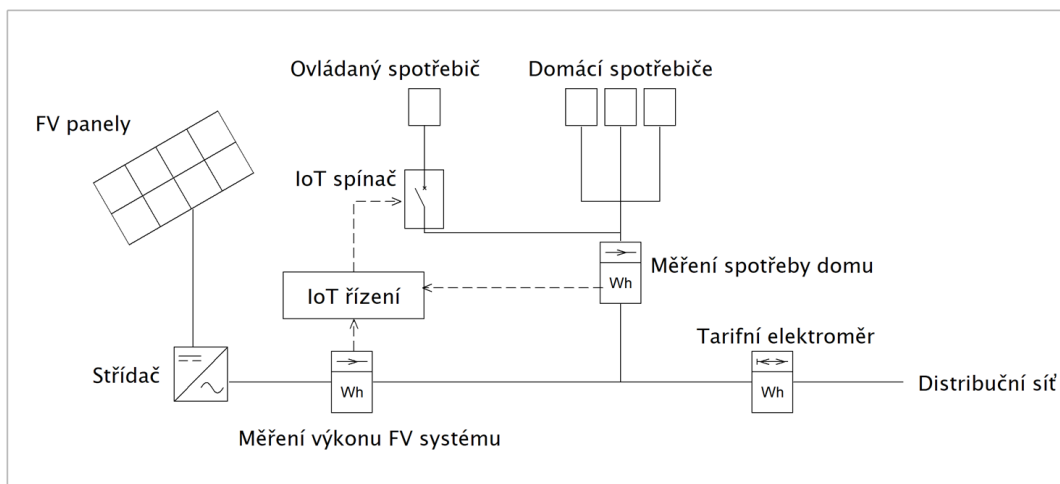 Ovládaný spotřebič
Domácí spotřebiče
FV panely
IoT spínač
Měření spotřeby domu
Wh
IoT řízení
Tarifní elektroměr
Střídač
Wh
Wh
Distribuční síť
Měření výkonu FV systému